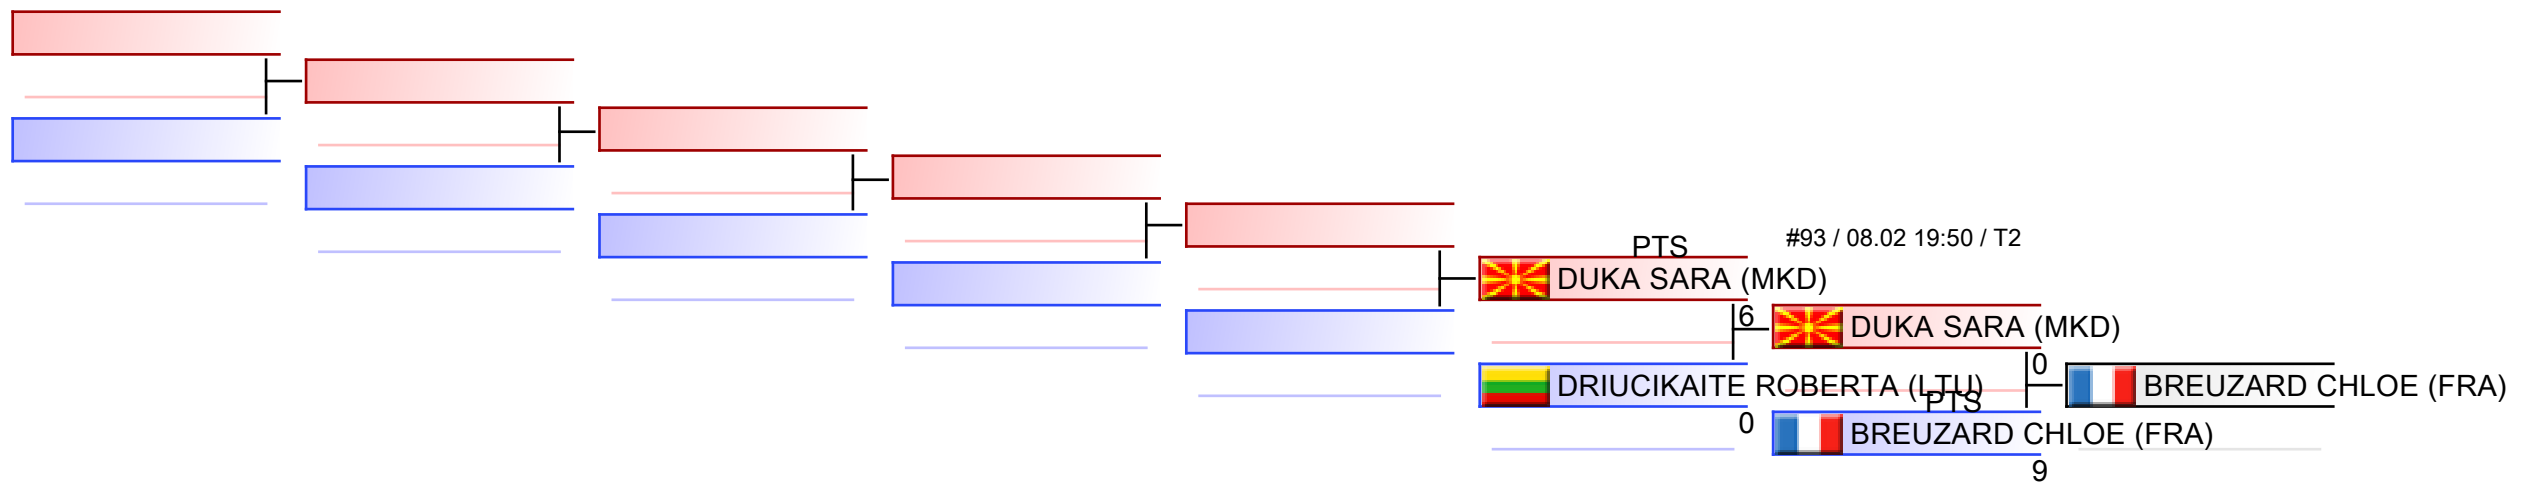 PTS
#93 / 08.02 19:50 / T2
DUKA SARA (MKD)
6
DUKA SARA (MKD)
0
DRIUCIKAITE ROBERTA (LTU)
BREUZARD CHLOE (FRA)
PTS
0
BREUZARD CHLOE (FRA)
9